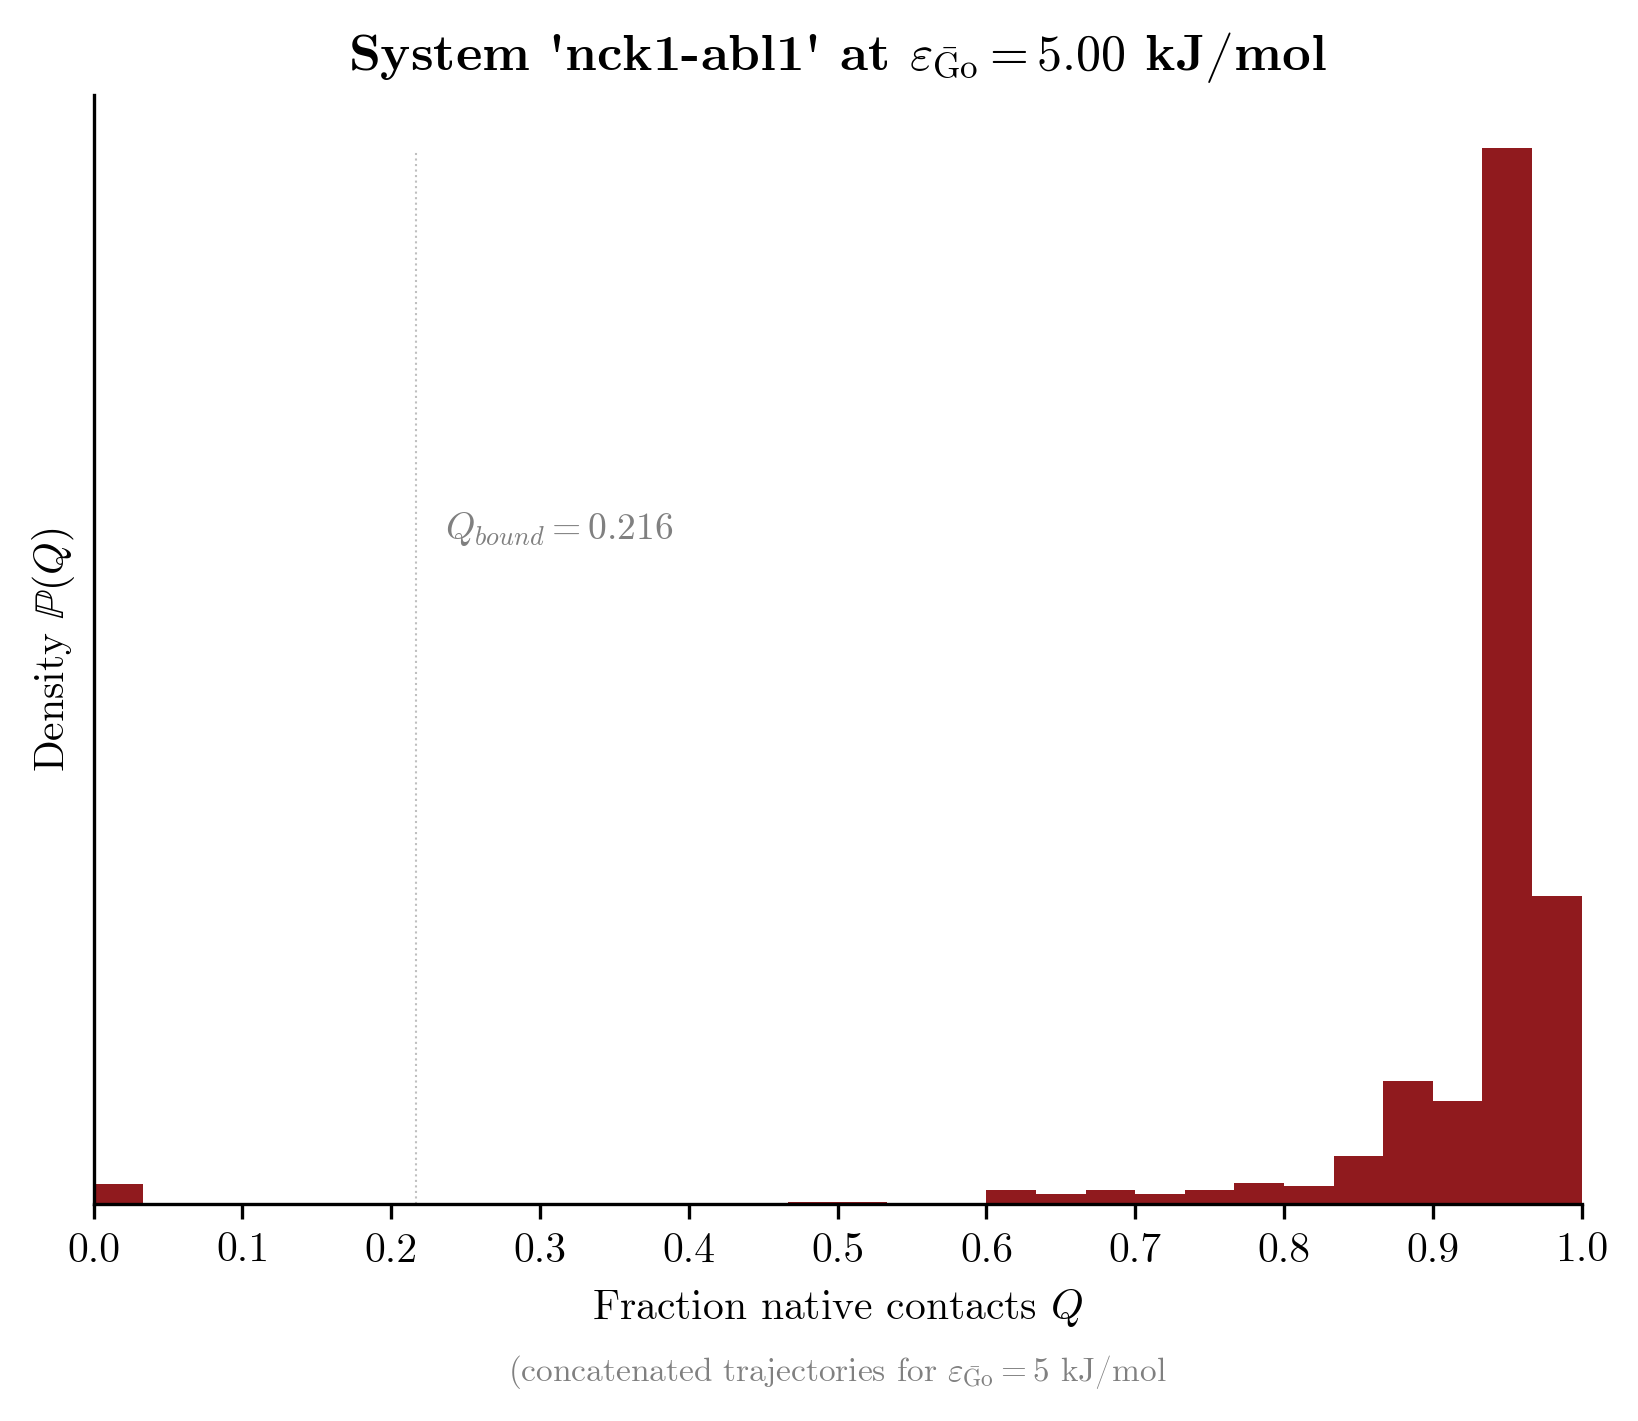 System 'nck1-abl1' at ε_Ḡo = 5.00 kJ/mol
Density ℙ(Q)
Q_bound = 0.216
0.0 0.1 0.2 0.3 0.4 0.5 0.6 0.7 0.8 0.9 1.0
Fraction native contacts Q
(concatenated trajectories for ε_Ḡo = 5 kJ/mol